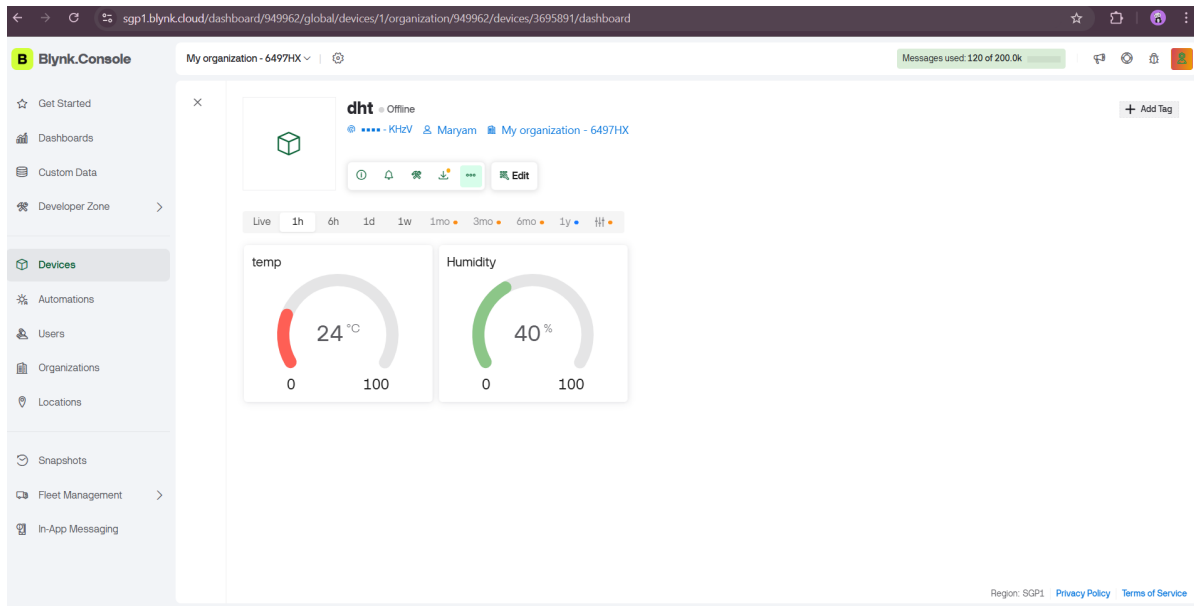 sgp1.blynk.cloud/dashboard/949962/global/devices/1/organization/949962/devices/3695891/dashboard
B Blynk.Console
My organization - 6497HX
Messages used: 120 of 200.0k
Get Started
Dashboards
Custom Data
Developer Zone
Devices
Automations
Users
Organizations
Locations
Snapshots
Fleet Management
In-App Messaging
dht Offline
•••• - KHzV Maryam My organization - 6497HX
+ Add Tag
Edit
Live 1h 6h 1d 1w 1mo 3mo 6mo 1y
temp
24 °C
0 100
Humidity
40 %
0 100
Region: SGP1 Privacy Policy Terms of Service